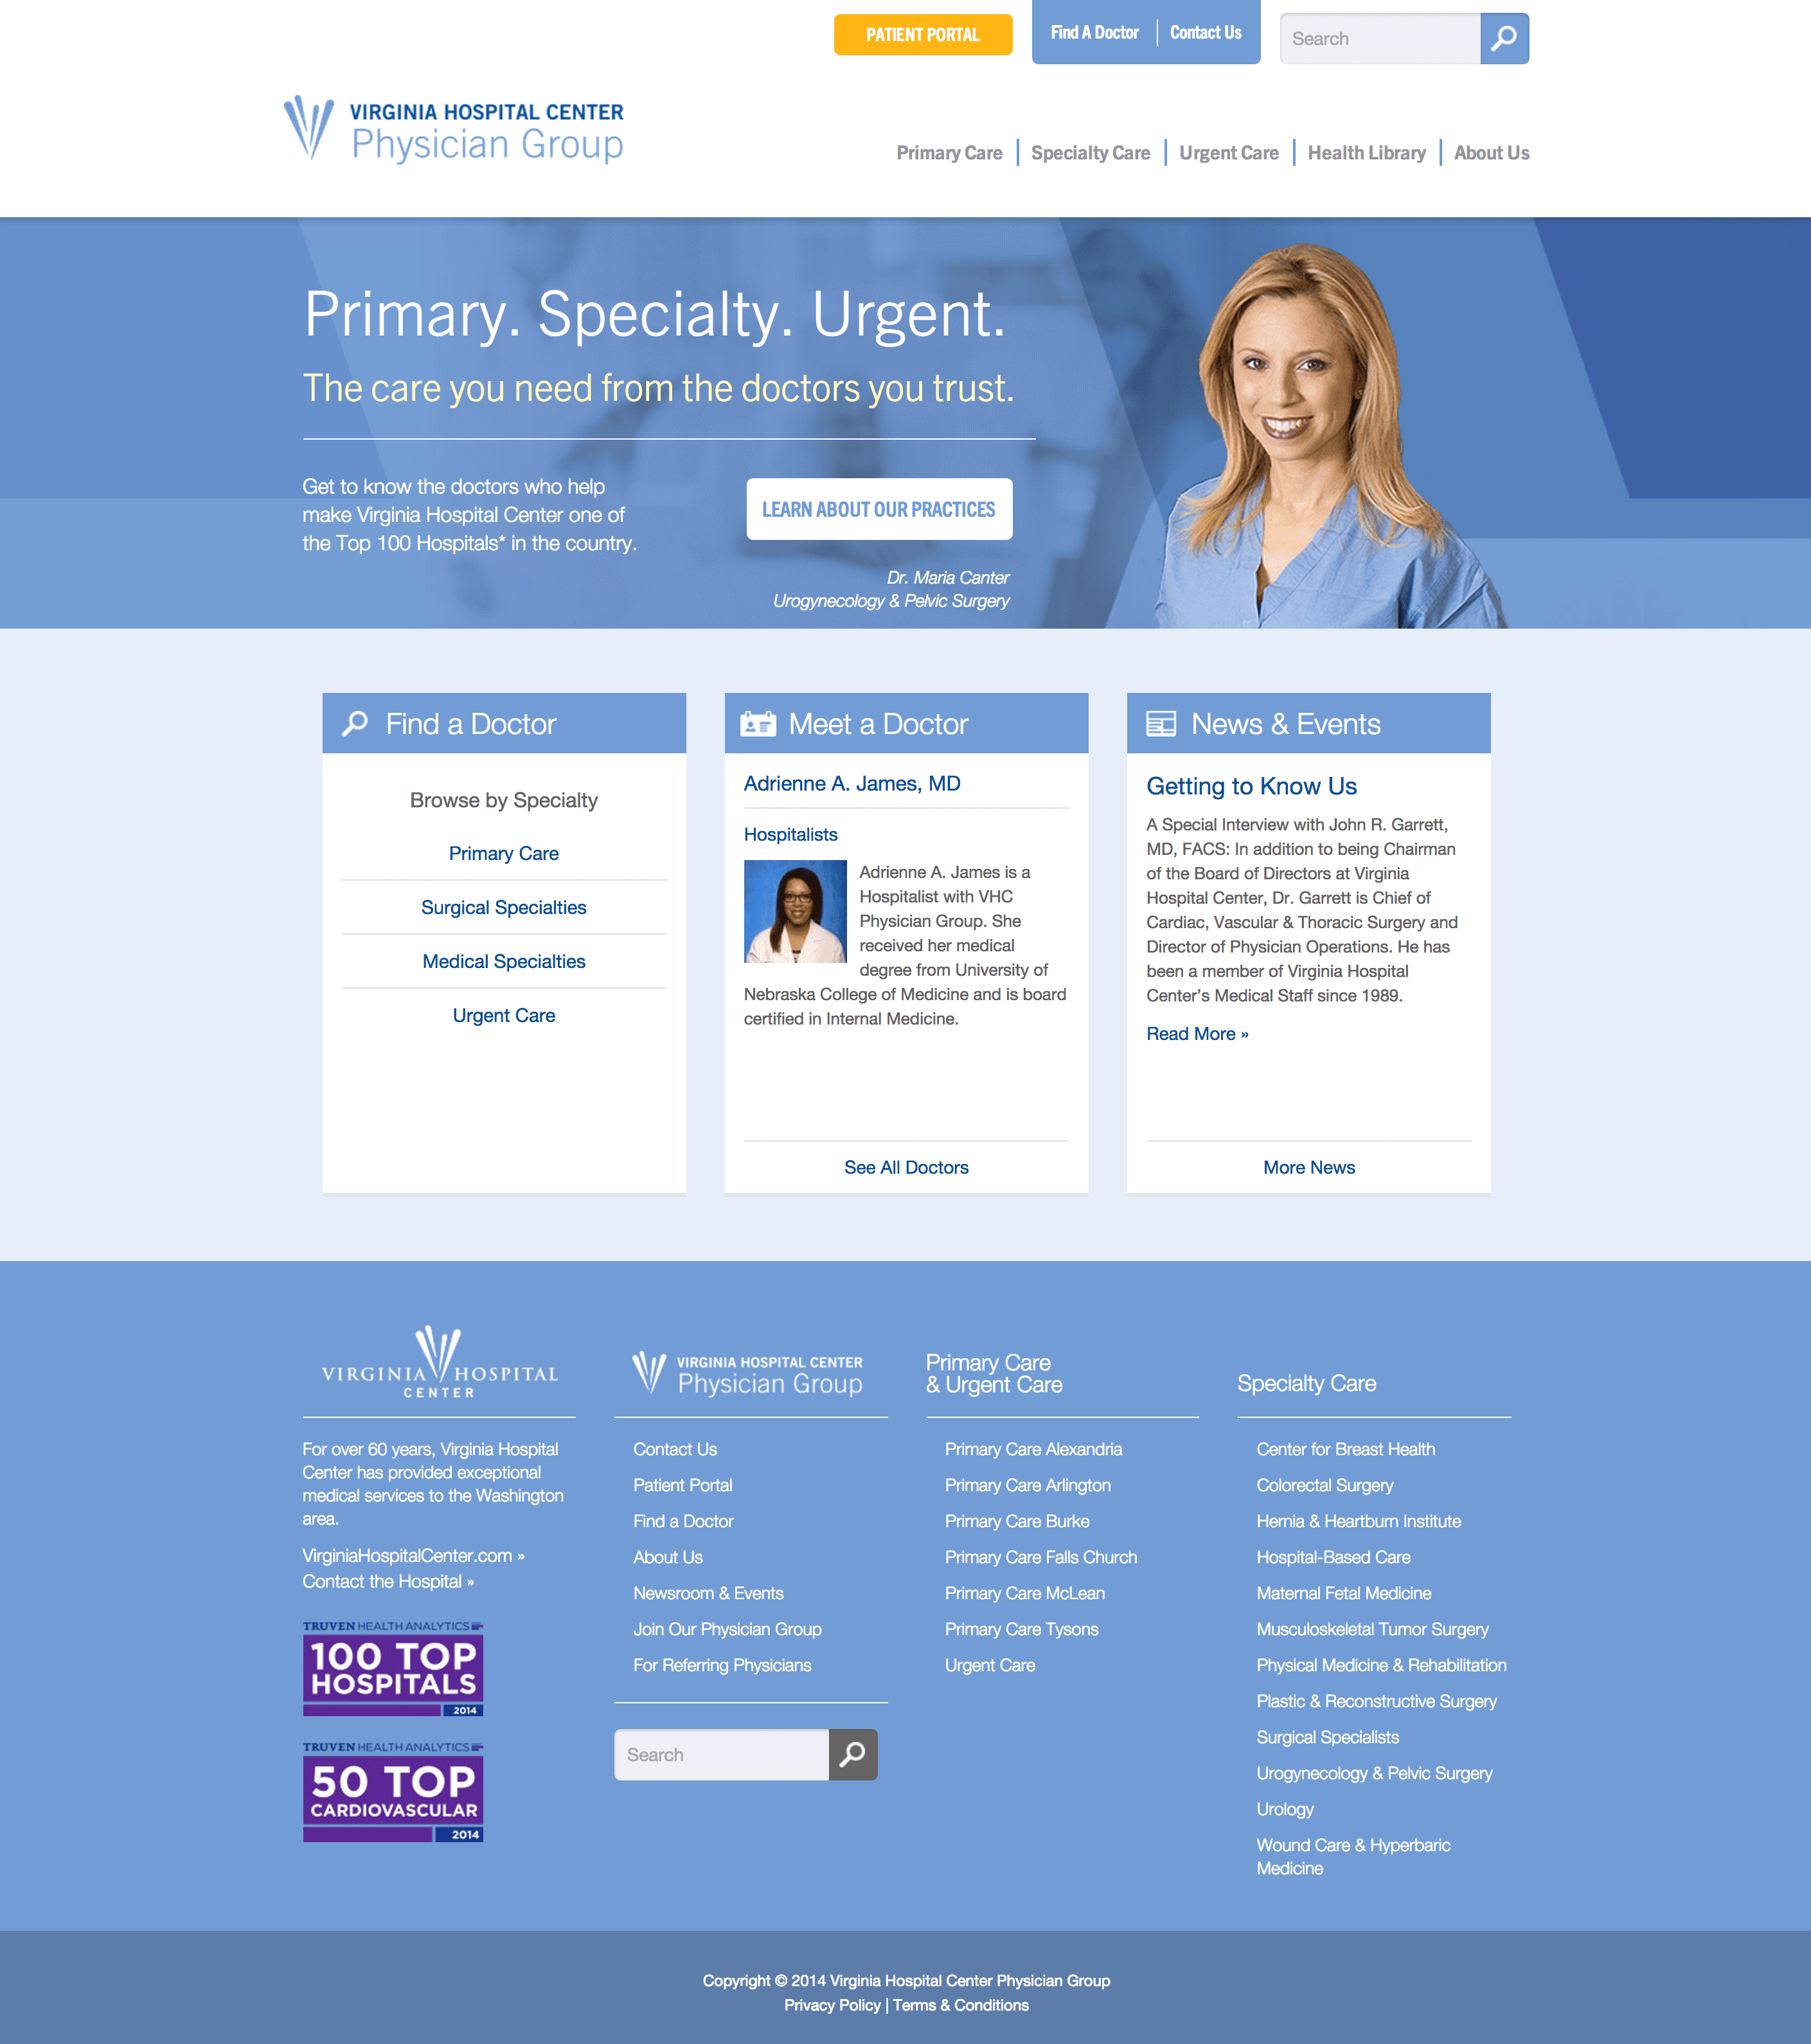 PATIENT PORTAL
Find A Doctor
Contact Us
Search
VIRGINIA HOSPITAL CENTER
Physician Group
Primary Care
Specialty Care
Urgent Care
Health Library
About Us
Primary. Specialty. Urgent.
The care you need from the doctors you trust.
Get to know the doctors who help
make Virginia Hospital Center one of
the Top 100 Hospitals* in the country.
LEARN ABOUT OUR PRACTICES
Dr. Maria Canter
Urogynecology & Pelvic Surgery
Find a Doctor
Browse by Specialty
Primary Care
Surgical Specialties
Medical Specialties
Urgent Care
Meet a Doctor
Adrienne A. James, MD
Hospitalists
Adrienne A. James is a
Hospitalist with VHC
Physician Group. She
received her medical
degree from University of
Nebraska College of Medicine and is board
certified in Internal Medicine.
See All Doctors
News & Events
Getting to Know Us
A Special Interview with John R. Garrett,
MD, FACS: In addition to being Chairman
of the Board of Directors at Virginia
Hospital Center, Dr. Garrett is Chief of
Cardiac, Vascular & Thoracic Surgery and
Director of Physician Operations. He has
been a member of Virginia Hospital
Center’s Medical Staff since 1989.
Read More »
More News
VIRGINIA HOSPITAL
CENTER
For over 60 years, Virginia Hospital
Center has provided exceptional
medical services to the Washington
area.
VirginiaHospitalCenter.com »
Contact the Hospital »
TRUVEN HEALTH ANALYTICS
100 TOP
HOSPITALS
2014
TRUVEN HEALTH ANALYTICS
50 TOP
CARDIOVASCULAR
2014
VIRGINIA HOSPITAL CENTER
Physician Group
Contact Us
Patient Portal
Find a Doctor
About Us
Newsroom & Events
Join Our Physician Group
For Referring Physicians
Search
Primary Care
& Urgent Care
Primary Care Alexandria
Primary Care Arlington
Primary Care Burke
Primary Care Falls Church
Primary Care McLean
Primary Care Tysons
Urgent Care
Specialty Care
Center for Breast Health
Colorectal Surgery
Hernia & Heartburn Institute
Hospital-Based Care
Maternal Fetal Medicine
Musculoskeletal Tumor Surgery
Physical Medicine & Rehabilitation
Plastic & Reconstructive Surgery
Surgical Specialists
Urogynecology & Pelvic Surgery
Urology
Wound Care & Hyperbaric
Medicine
Copyright © 2014 Virginia Hospital Center Physician Group
Privacy Policy | Terms & Conditions